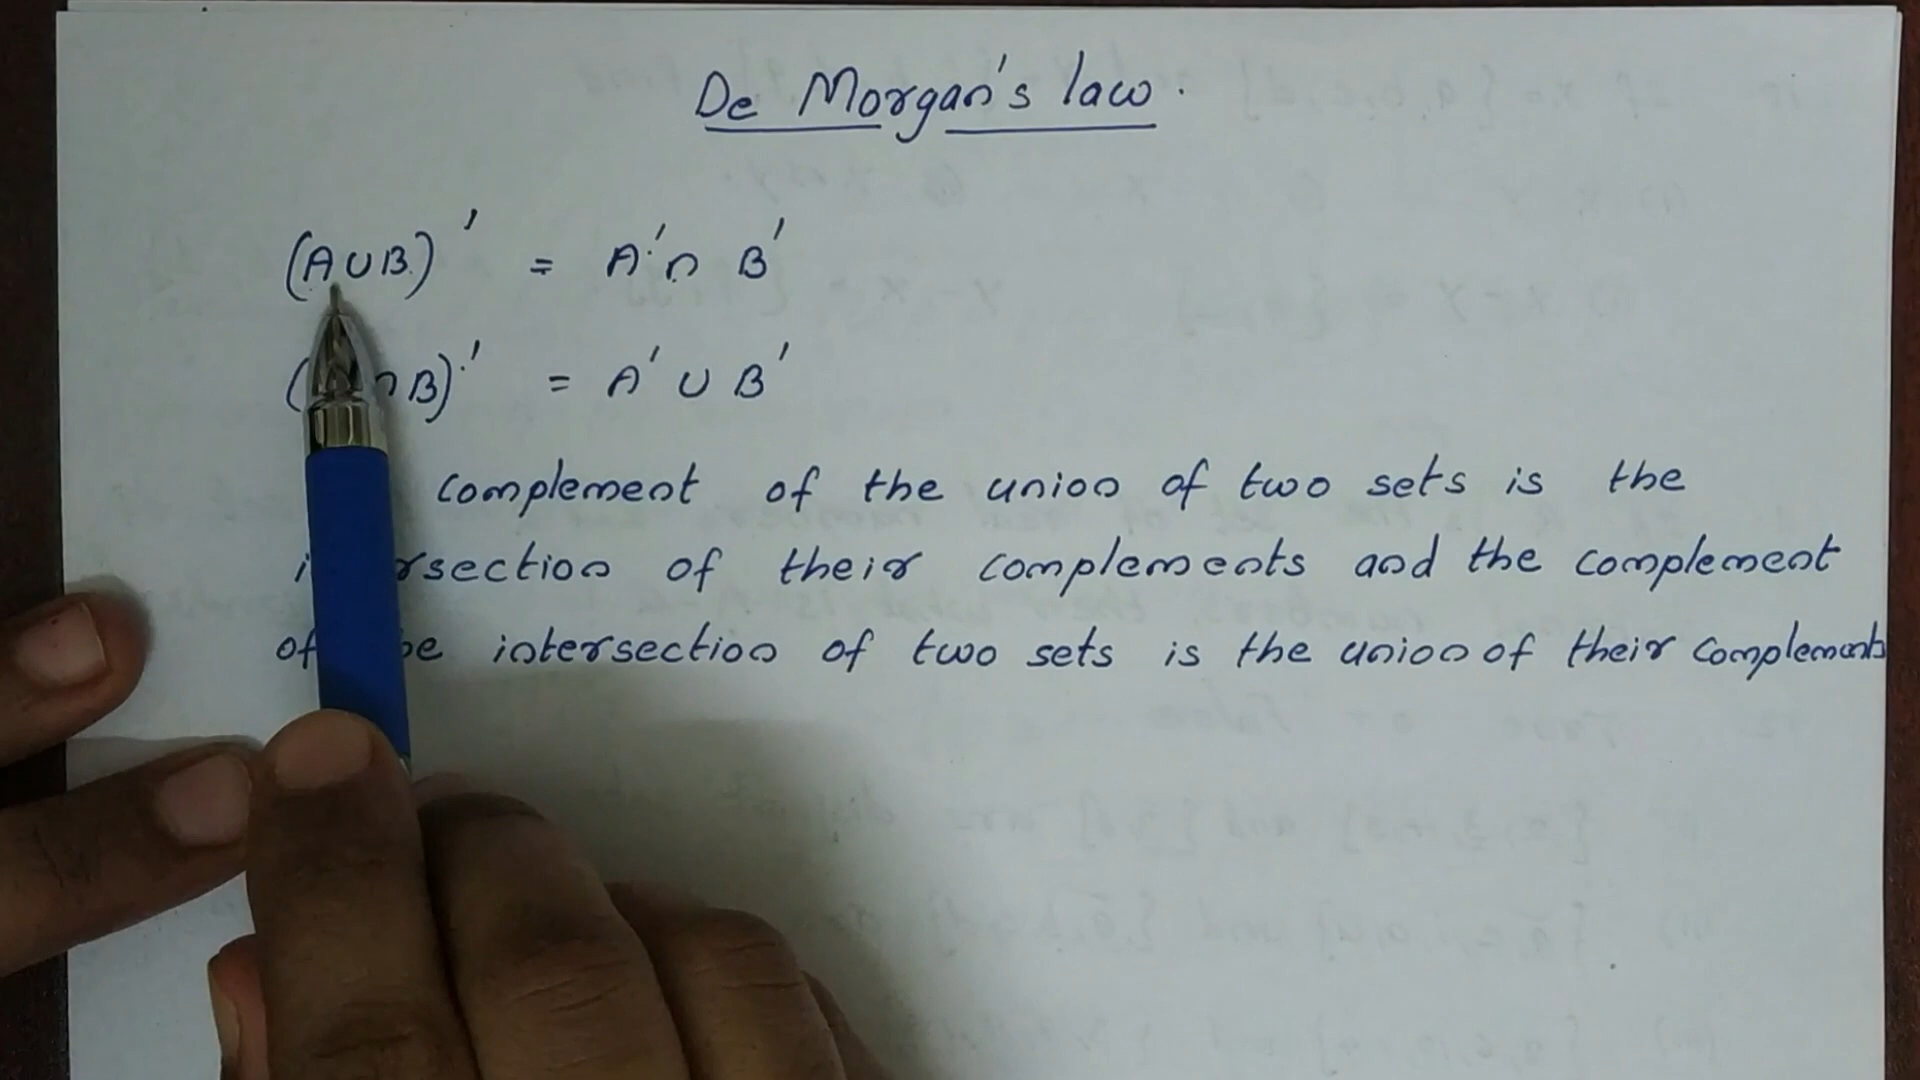 De Morgan's law.
(A∪B)' = A'∩ B'
∩B)' = A' ∪ B'
complement of the union of two sets is the
of their complements and the complement
of intersection of two sets is the union of their complements